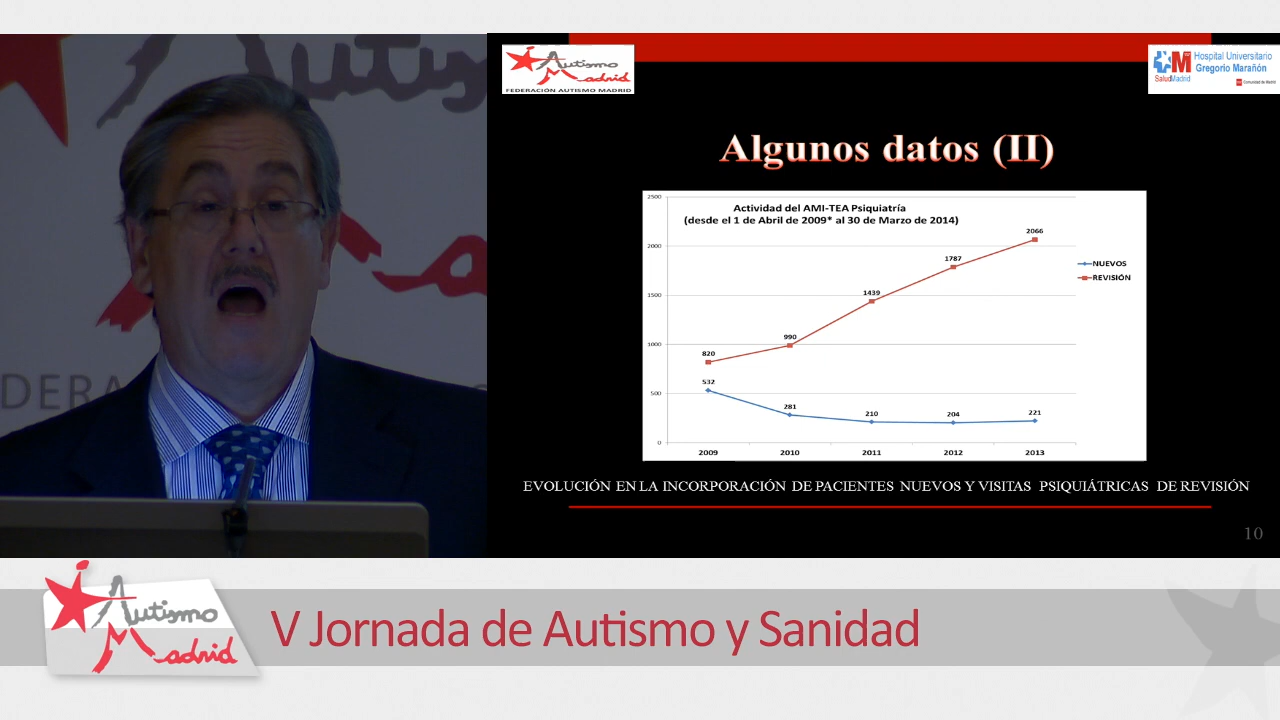 Autismo
Madrid
FEDERACIÓN AUTISMO MADRID
SaludMadrid
Hospital Universitario
Gregorio Marañón
Comunidad de Madrid
Algunos datos (II)
Actividad del AMI-TEA Psiquiatría
(desde el 1 de Abril de 2009* al 30 de Marzo de 2014)
2500
2000
1500
1000
500
0
820
990
1439
1787
2066
532
281
210
204
221
2009
2010
2011
2012
2013
NUEVOS
REVISIÓN
EVOLUCIÓN EN LA INCORPORACIÓN DE PACIENTES NUEVOS Y VISITAS PSIQUIÁTRICAS DE REVISIÓN
10
Autismo
Madrid
V Jornada de Autismo y Sanidad